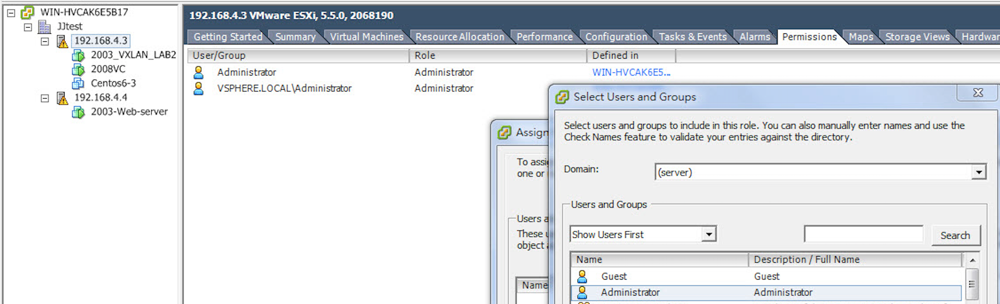 WIN-HVCAK6E5B17
JJtest
192.168.4.3
2003_VXLAN_LAB2
2008VC
Centos6-3
192.168.4.4
2003-Web-server
192.168.4.3 VMware ESXi, 5.5.0, 2068190
Getting Started Summary Virtual Machines Resource Allocation Performance Configuration Tasks & Events Alarms Permissions Maps Storage Views Hardwar
User/Group Role Defined in
Administrator Administrator WIN-HVCAK6E5...
VSPHERE.LOCAL\Administrator Administrator
Assign
To assi
one or
Users a
These u
object a
Name
Select Users and Groups
Select users and groups to include in this role. You can also manually enter names and use the
Check Names feature to validate your entries against the directory.
Domain: (server)
Users and Groups
Show Users First Search
Name Description / Full Name
Guest Guest
Administrator Administrator